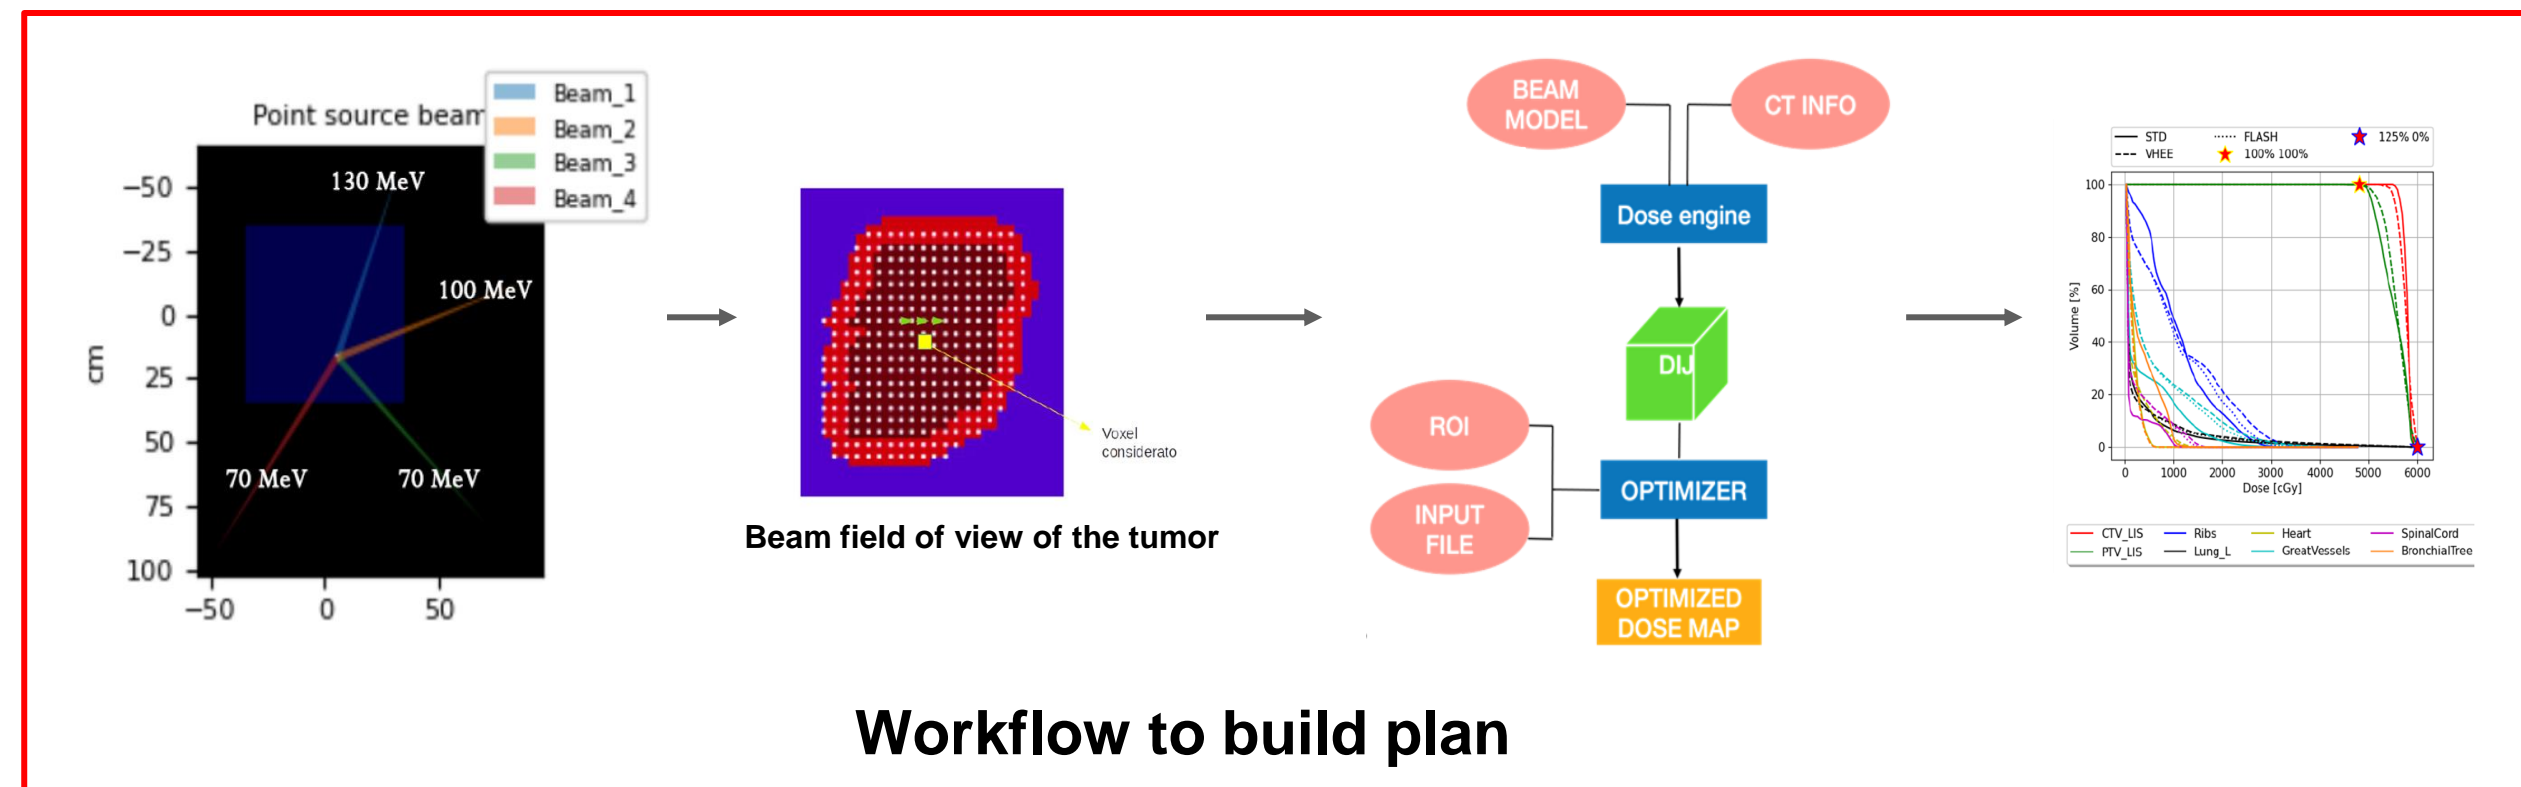 Point source beam
Beam_1
Beam_2
Beam_3
Beam_4
130 MeV
100 MeV
70 MeV
70 MeV
cm
−50
−25
0
25
50
75
100
−50
0
50
Voxel
considerato
Beam field of view of the tumor
BEAM
MODEL
CT INFO
Dose engine
DIJ
ROI
INPUT
FILE
OPTIMIZER
OPTIMIZED
DOSE MAP
STD
VHEE
FLASH
100% 100%
125% 0%
Volume [%]
100
80
60
40
20
0
0
1000
2000
3000
4000
5000
6000
Dose [cGy]
CTV_LIS
PTV_LIS
Ribs
Lung_L
Heart
GreatVessels
SpinalCord
BronchialTree
Workflow to build plan